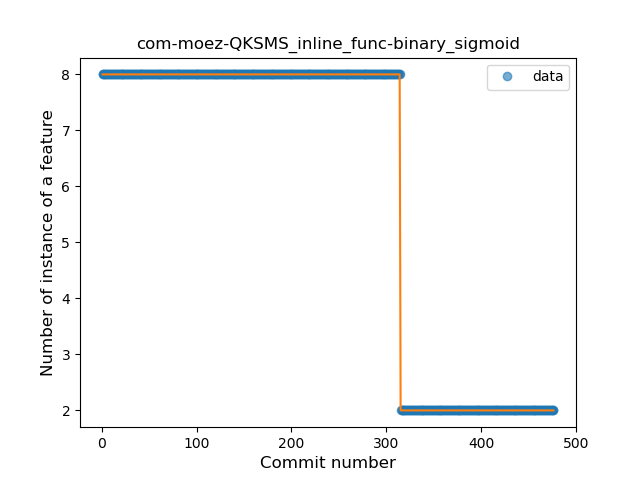 com-moez-QKSMS_inline_func-binary_sigmoid
data
Number of instance of a feature
8
7
6
5
4
3
2
0 100 200 300 400 500
Commit number